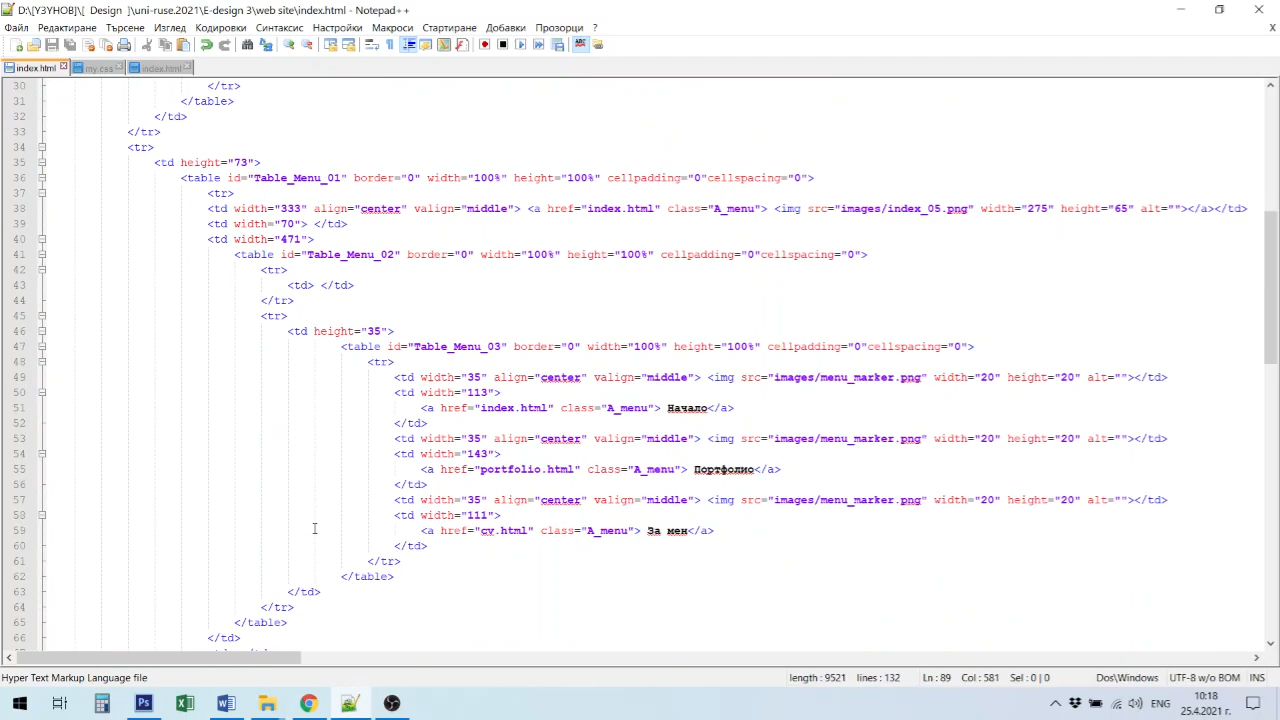 D:\[УЗУНОВ]\[ Design ]\uni-ruse.2021\E-design 3\web site\index.html - Notepad++
Файл Редактиране Търсене Изглед Кодировки Синтаксис Настройки Макроси Стартиране Добавки Прозорци ? X
index.html my.css index.html
30 </tr>
31 </table>
32 </td>
33 </tr>
34 <tr>
35 <td height="73">
36 <table id="Table_Menu_01" border="0" width="100%" height="100%" cellpadding="0"cellspacing="0">
37 <tr>
38 <td width="333" align="center" valign="middle"> <a href="index.html" class="A_menu"> <img src="images/index_05.png" width="275" height="65" alt=""></a></td>
39 <td width="70"> </td>
40 <td width="471">
41 <table id="Table_Menu_02" border="0" width="100%" height="100%" cellpadding="0"cellspacing="0">
42 <tr>
43 <td> </td>
44 </tr>
45 <tr>
46 <td height="35">
47 <table id="Table_Menu_03" border="0" width="100%" height="100%" cellpadding="0"cellspacing="0">
48 <tr>
49 <td width="35" align="center" valign="middle"> <img src="images/menu_marker.png" width="20" height="20" alt=""></td>
50 <td width="113">
51 <a href="index.html" class="A_menu"> Начало</a>
52 </td>
53 <td width="35" align="center" valign="middle"> <img src="images/menu_marker.png" width="20" height="20" alt=""></td>
54 <td width="143">
55 <a href="portfolio.html" class="A_menu"> Портфолио</a>
56 </td>
57 <td width="35" align="center" valign="middle"> <img src="images/menu_marker.png" width="20" height="20" alt=""></td>
58 <td width="111">
59 <a href="cv.html" class="A_menu"> За мен</a>
60 </td>
61 </tr>
62 </table>
63 </td>
64 </tr>
65 </table>
66 </td>
Hyper Text Markup Language file length : 9521 lines : 132 Ln : 89 Col : 581 Sel : 0 | 0 Dos\Windows UTF-8 w/o BOM INS
ENG
10:18
25.4.2021 г.